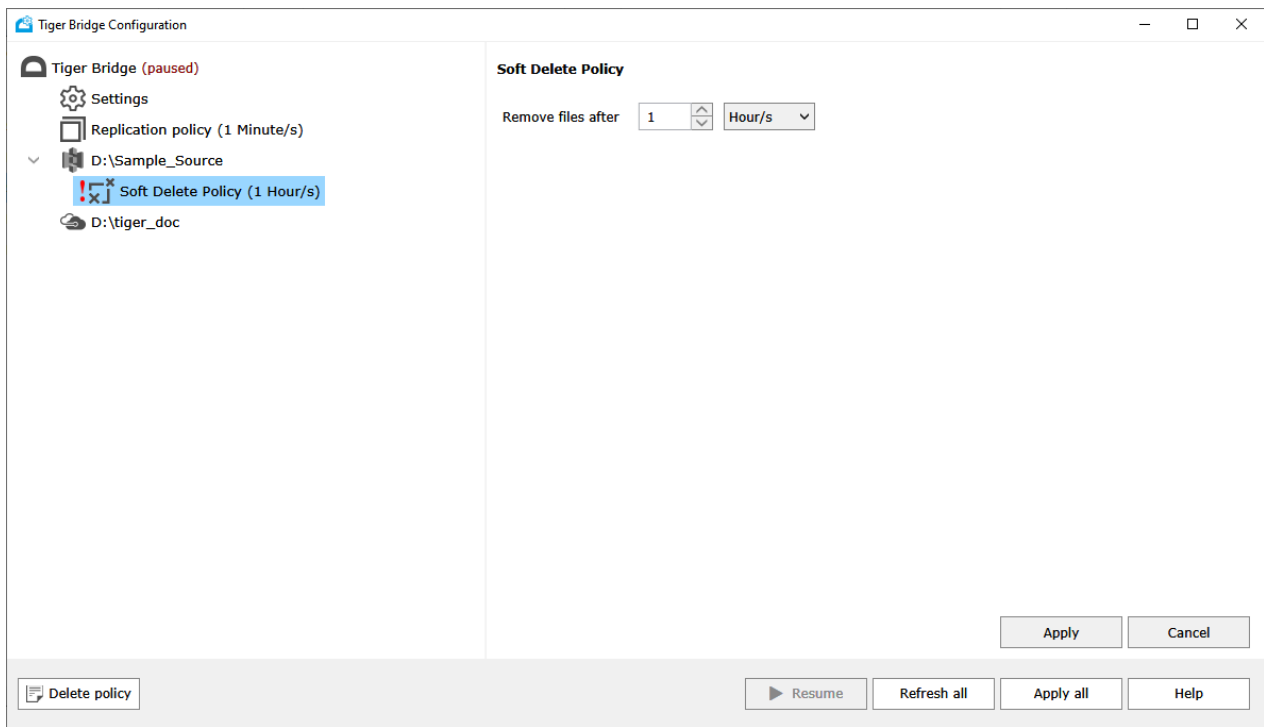 Tiger Bridge Configuration
Tiger Bridge (paused)
Settings
Replication policy (1 Minute/s)
D:\Sample_Source
Soft Delete Policy (1 Hour/s)
D:\tiger_doc
Soft Delete Policy
Remove files after 1 Hour/s
Apply Cancel
Delete policy Resume Refresh all Apply all Help